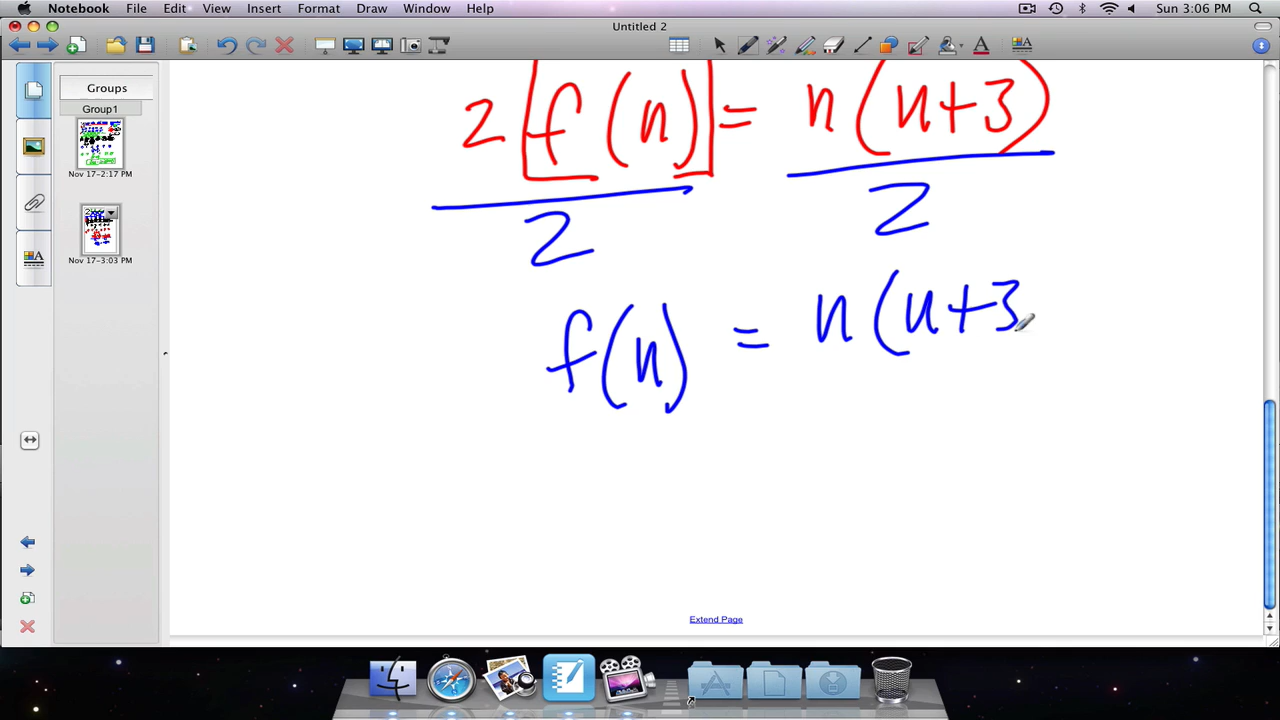 Notebook File Edit View Insert Format Draw Window Help Sun 3:06 PM
Untitled 2
Groups
Group1
Nov 17-2:17 PM
Nov 17-3:03 PM
2 f(n) = n(n+3)
2 2
f(n) = n(n+3
Extend Page